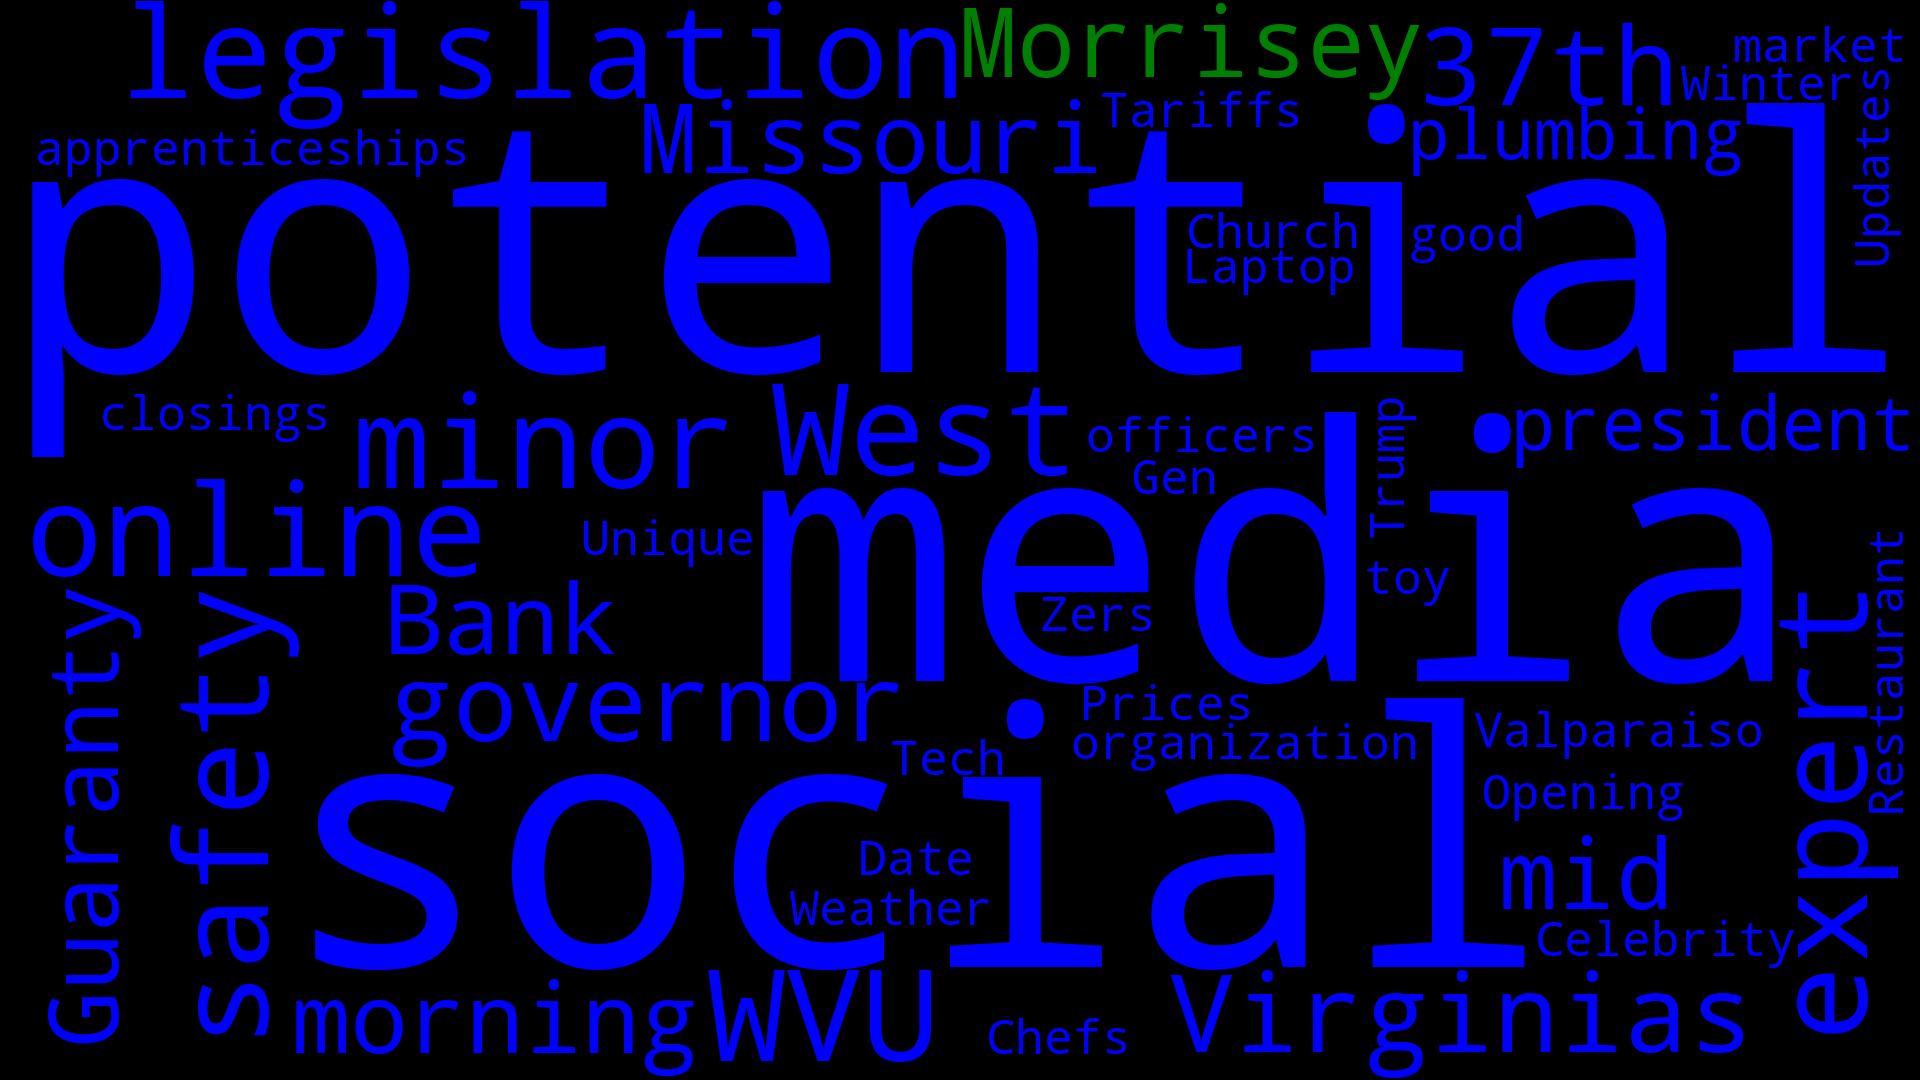 legislation
Morrisey
37th
market
Winter
Updates
apprenticeships
Missouri
Tariffs
plumbing
potential
Church
good
Laptop
closings
minor
West
officers
Gen
Trump
president
online
Unique
media
toy
Zers
Restaurant
Guaranty
safety
Bank
expert
governor
Prices
Tech
organization
Valparaiso
social
Opening
Date
Weather
mid
Celebrity
morning
WVU
Chefs
Virginias